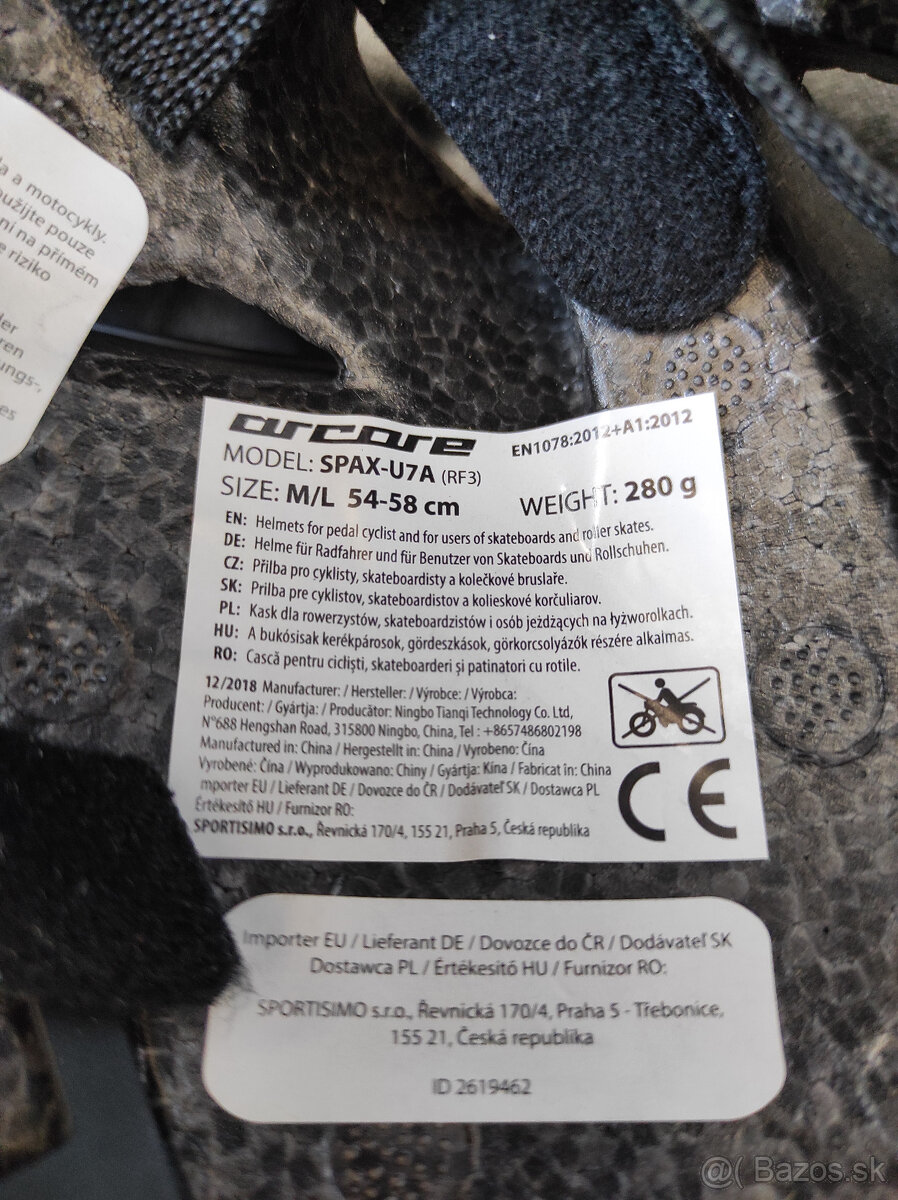 a motocykly.
použijte pouze
ní na přímém
riziko
der
ren
ungs-,
es
arcore
EN1078:2012+A1:2012
MODEL: SPAX-U7A (RF3)
SIZE: M/L 54-58 cm WEIGHT: 280 g
EN: Helmets for pedal cyclist and for users of skateboards and roller skates.
DE: Helme für Radfahrer und für Benutzer von Skateboards und Rollschuhen.
CZ: Přilba pro cyklisty, skateboardisty a kolečkové bruslaře.
SK: Prilba pre cyklistov, skateboardistov a kolieskové korčuliarov.
PL: Kask dla rowerzystów, skateboardzistów i osób jeżdżących na łyżworolkach.
HU: A bukósisak kerékpárosok, gördeszkások, görkorcsolyázók részére alkalmas.
RO: Cască pentru cicliști, skateboarderi și patinatori cu rotile.
12/2018 Manufacturer: / Hersteller: / Výrobce: / Výrobca:
Producent: / Gyártja: / Producător: Ningbo Tianqi Technology Co. Ltd,
N°688 Hengshan Road, 315800 Ningbo, China, Tel : +8657486802198
Manufactured in: China / Hergestellt in: China / Vyrobeno: Čína
Vyrobené: Čína / Wyprodukowano: Chiny / Gyártja: Kína / Fabricat în: China
mporter EU / Lieferant DE / Dovozce do ČR / Dodávateľ SK / Dostawca PL
Értékesítő HU / Furnizor RO:
SPORTISIMO s.r.o., Řevnická 170/4, 155 21, Praha 5, Česká republika
CE
Importer EU / Lieferant DE / Dovozce do ČR / Dodávateľ SK
Dostawca PL / Értékesítő HU / Furnizor RO:
SPORTISIMO s.r.o., Řevnická 170/4, Praha 5 - Třebonice,
155 21, Česká republika
ID 2619462
@( Bazos.sk